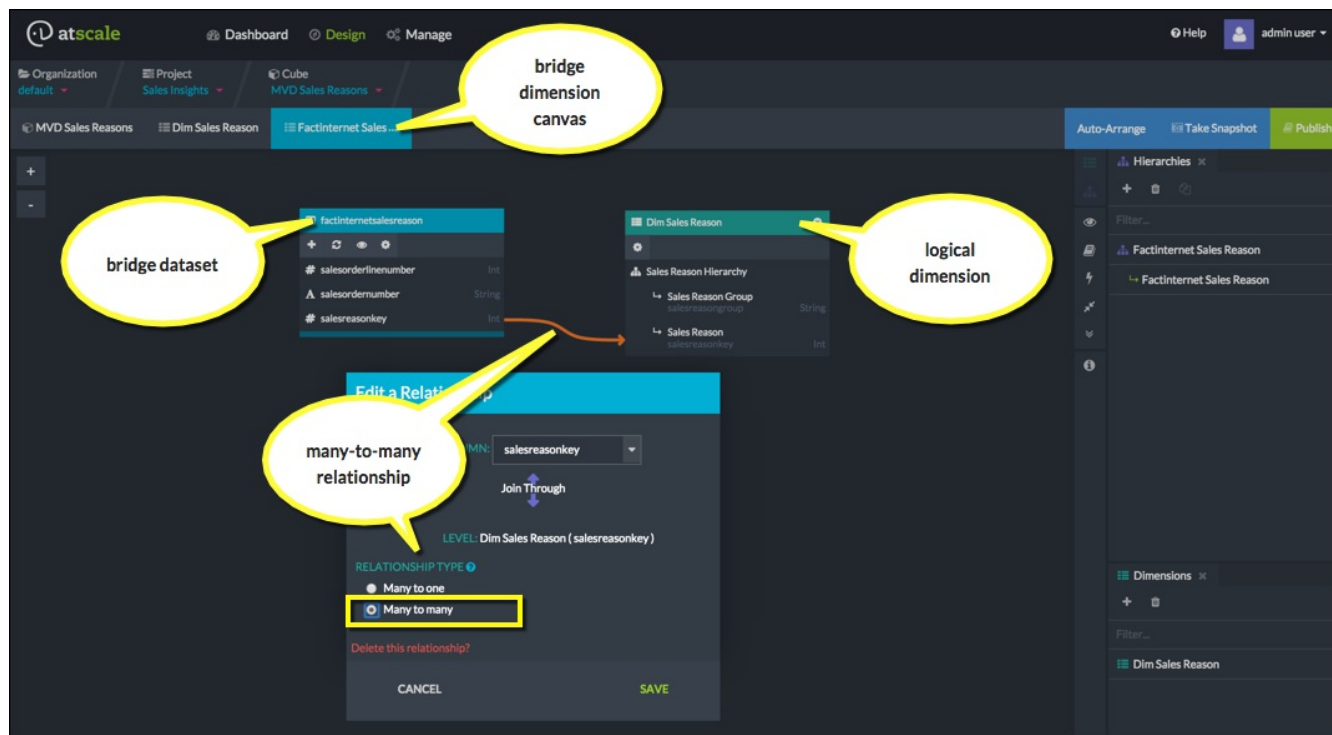 atscale
Dashboard
Design
Manage
Help
admin user
Organization
default
Project
Sales Insights
Cube
MVD Sales Reasons
bridge
dimension
canvas
MVD Sales Reasons
Dim Sales Reason
FactInternet Sales ...
Auto-Arrange
Take Snapshot
Publish
+
-
bridge dataset
factinternetsalesreason
# salesorderlinenumber Int
A salesordernumber String
# salesreasonkey Int
Dim Sales Reason
Sales Reason Hierarchy
Sales Reason Group
salesreasongroup String
Sales Reason
salesreasonkey Int
logical
dimension
Hierarchies
Filter...
Factinternet Sales Reason
Factinternet Sales Reason
many-to-many
relationship
Edit a Relati
MN: salesreasonkey
Join Through
LEVEL: Dim Sales Reason ( salesreasonkey )
RELATIONSHIP TYPE
Many to one
Many to many
Delete this relationship?
CANCEL
SAVE
Dimensions
Filter...
Dim Sales Reason